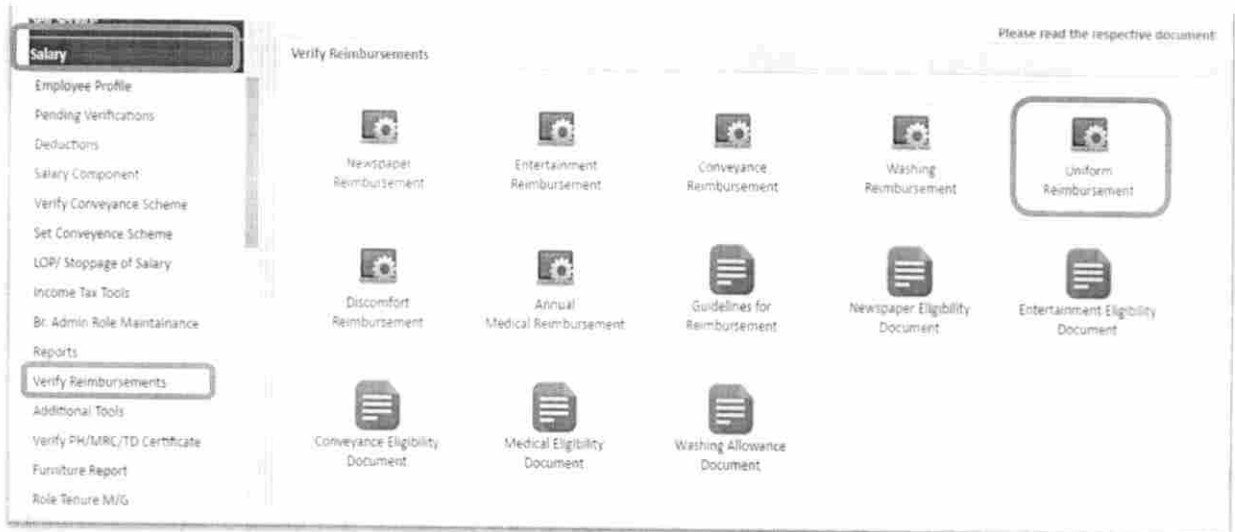 Self Service
Salary
Employee Profile
Pending Verifications
Deductions
Salary Component
Verify Conveyance Scheme
Set Conveyence Scheme
LOP/ Stoppage of Salary
Income Tax Tools
Br. Admin Role Maintainance
Reports
Verify Reimbursements
Additional Tools
Verify PH/MRC/TD Certificate
Furniture Report
Role Tenure M/G
Please read the respective document
Verify Reimbursements
Newspaper
Reimbursement
Entertainment
Reimbursement
Conveyance
Reimbursement
Washing
Reimbursement
Uniform
Reimbursement
Discomfort
Reimbursement
Annual
Medical Reimbursement
Guidelines for
Reimbursement
Newspaper Eligibility
Document
Entertainment Eligibility
Document
Conveyance Eligibility
Document
Medical Eligibility
Document
Washing Allowance
Document